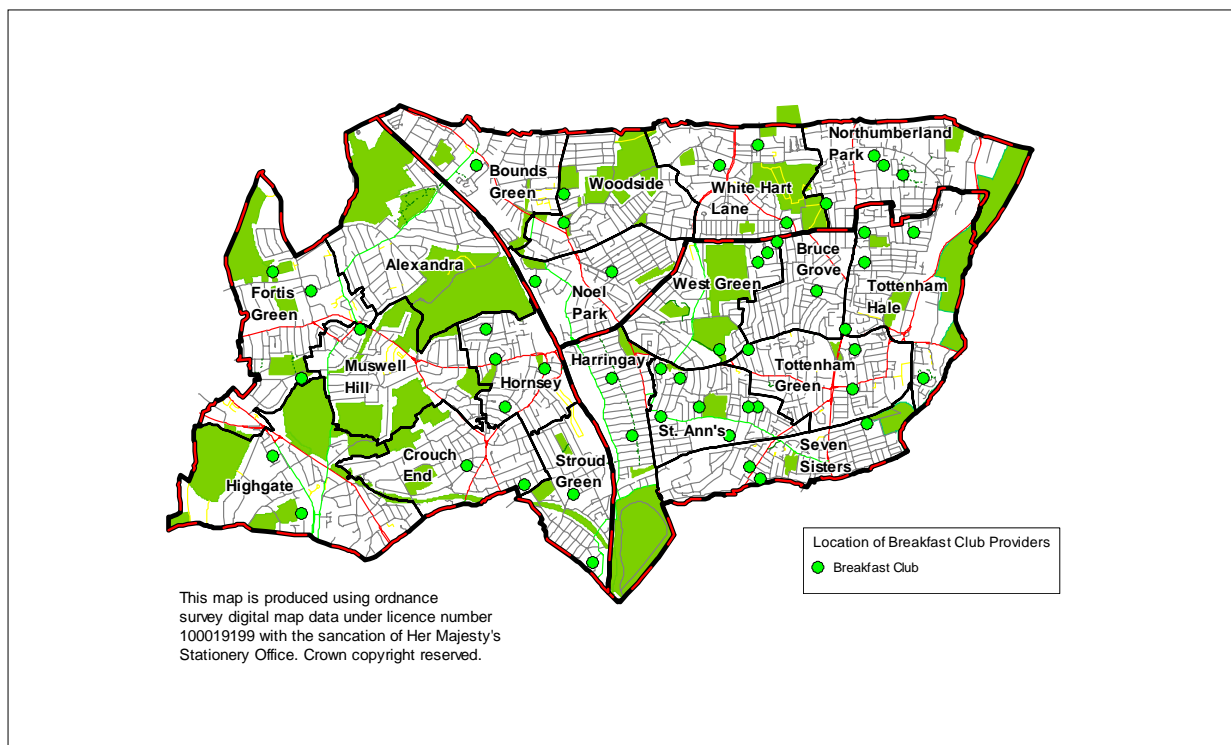 Northumberland
Park
Bounds
Green
Woodside
White Hart
Lane
Alexandra
Bruce
Grove
West Green
Fortis
Green
Noel
Park
Tottenham
Hale
Muswell
Hill
Harringay
Hornsey
Tottenham
Green
St. Ann's
Seven
Sisters
Crouch
End
Stroud
Green
Highgate
Location of Breakfast Club Providers
Breakfast Club
This map is produced using ordnance
survey digital map data under licence number
100019199 with the sancation of Her Majesty's
Stationery Office. Crown copyright reserved.